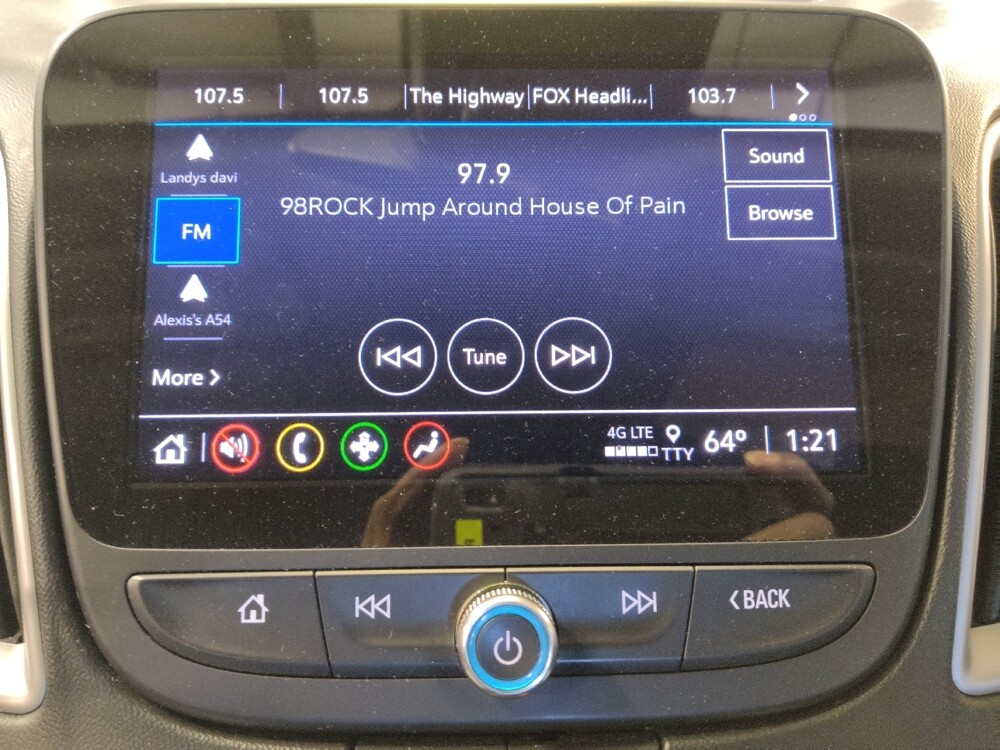 107.5 107.5 The Highway FOX Headli... 103.7
97.9
98ROCK Jump Around House Of Pain
Landys davi
FM
Alexis's A54
More >
Sound
Browse
Tune
4G LTE
TTY
64° 1:21
<BACK